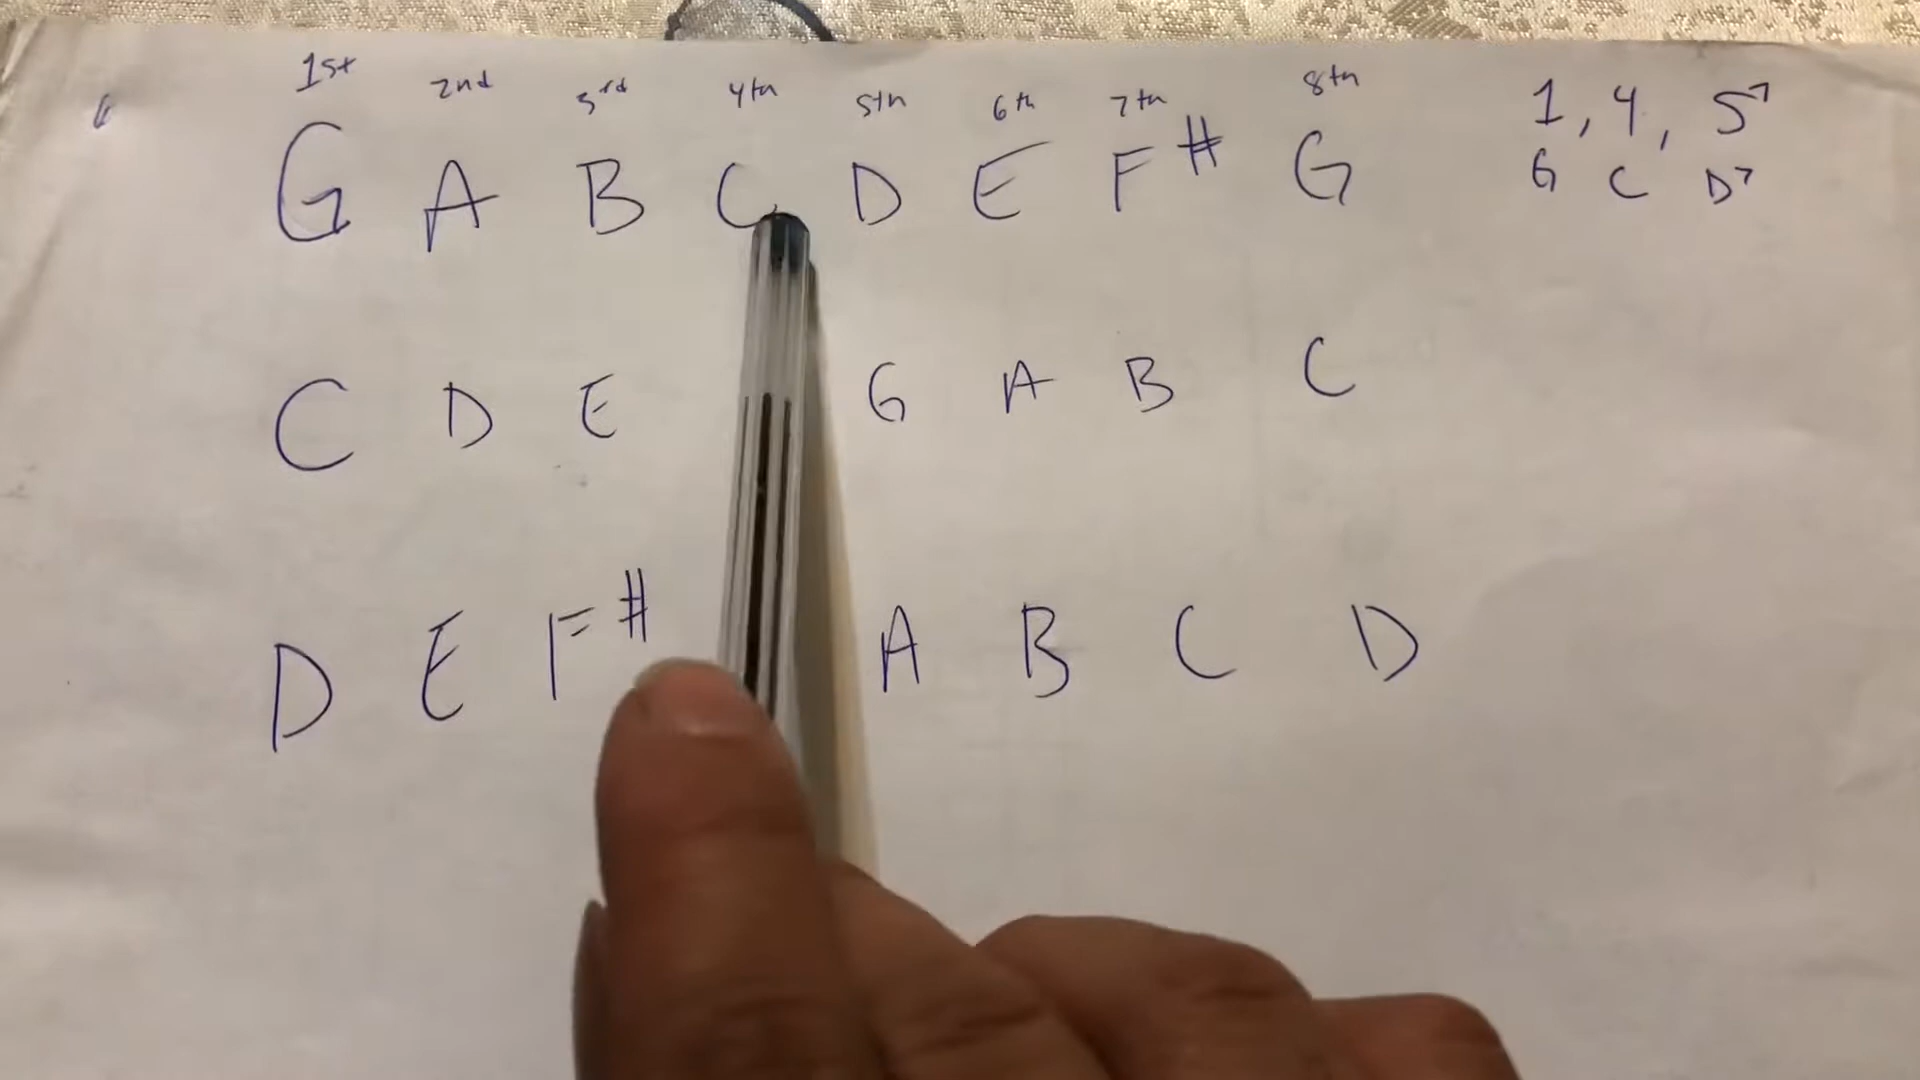 1st 2nd 3rd 4th 5th 6th 7th 8th 1, 4, 5⁷
G A B C D E F# G G C D⁷
C D E G A B C
D E F# A B C D